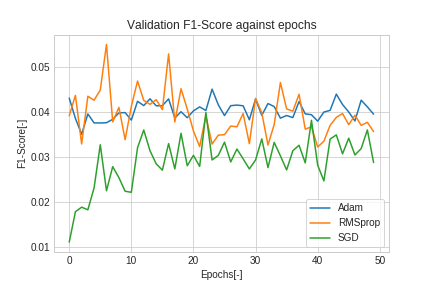 Validation F1-Score against epochs
F1-Score[-]
0.05
0.04
0.03
0.02
0.01
0 10 20 30 40 50
Epochs[-]
Adam
RMSprop
SGD